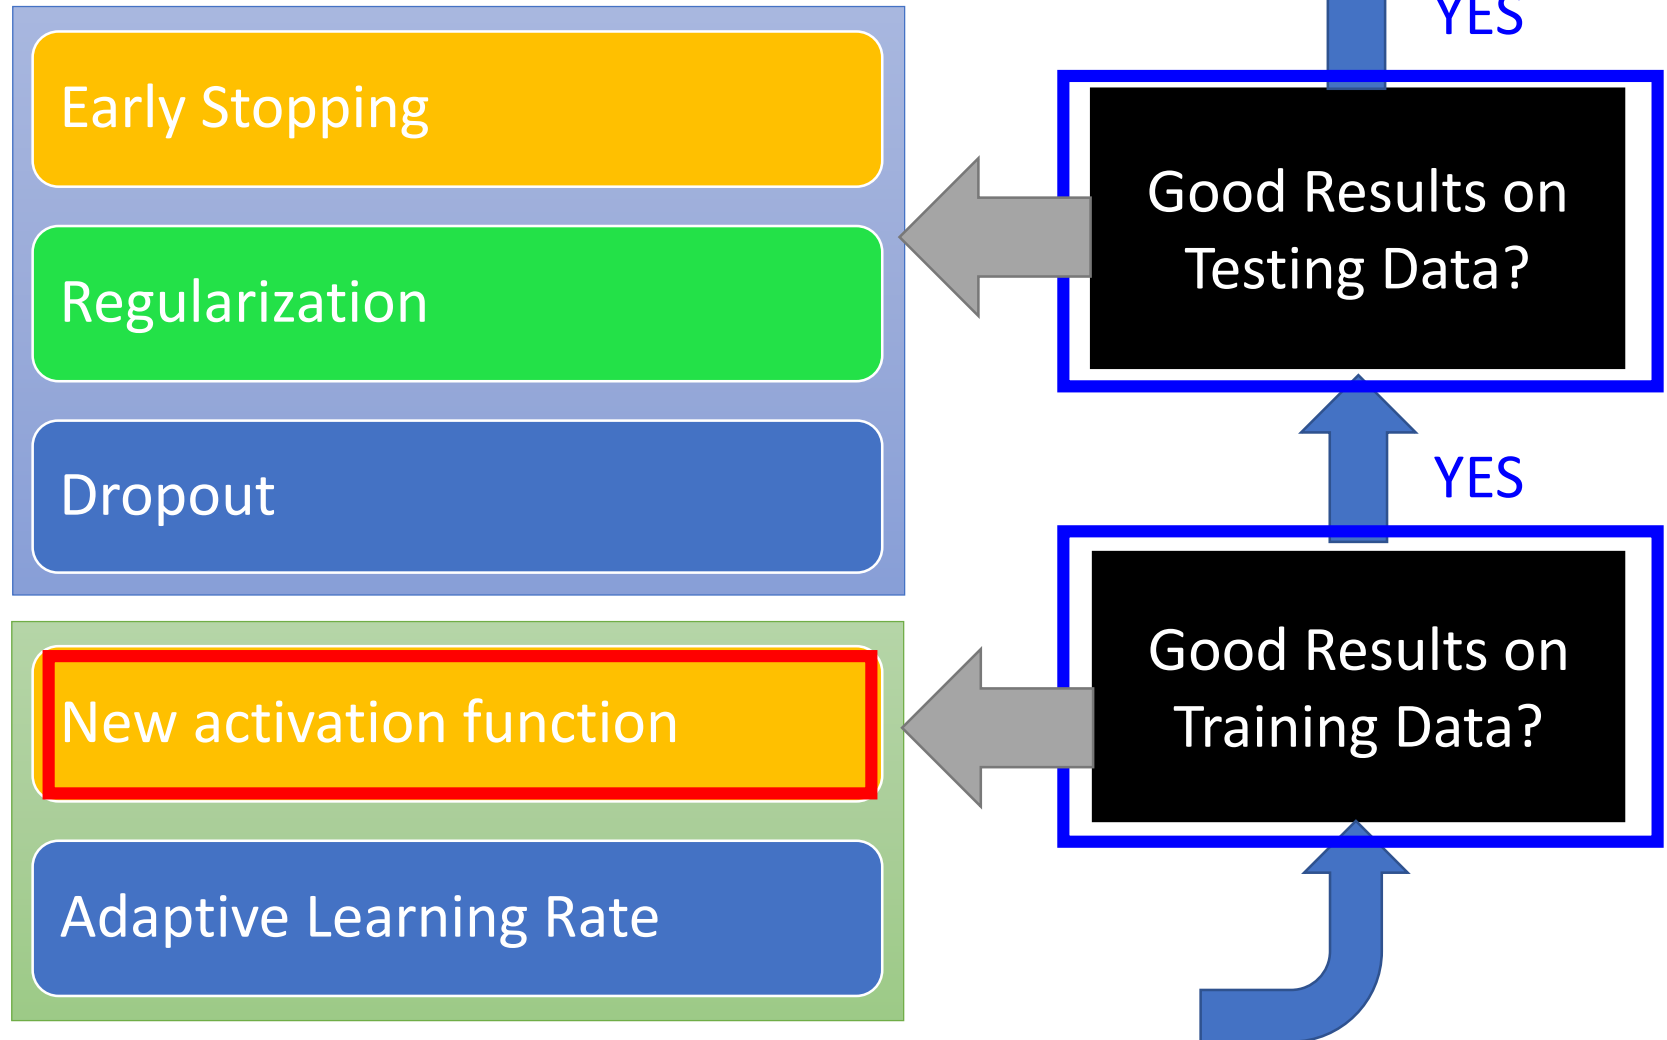 YES
Early Stopping
Regularization
Dropout
Good Results on
Testing Data?
YES
New activation function
Adaptive Learning Rate
Good Results on
Training Data?